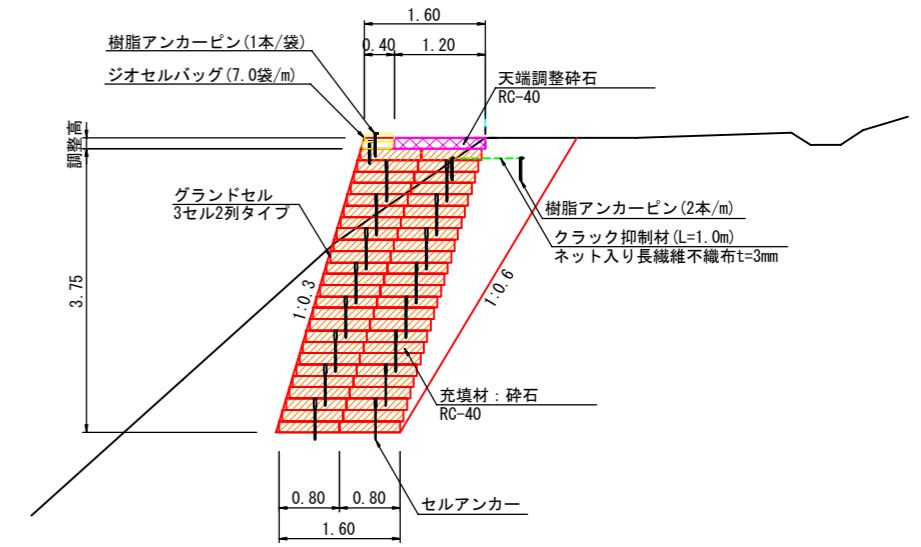 1.60
0.40
1.20
樹脂アンカーピン(1本/袋)
ジオセルバッグ(7.0袋/m)
天端調整砕石
RC-40
調整高
グランドセル
3セル2列タイプ
樹脂アンカーピン(2本/m)
クラック抑制材(L=1.0m)
ネット入り長繊維不織布t=3mm
3.75
1:0.3
1:0.6
充填材：砕石
RC-40
セルアンカー
0.80
0.80
1.60